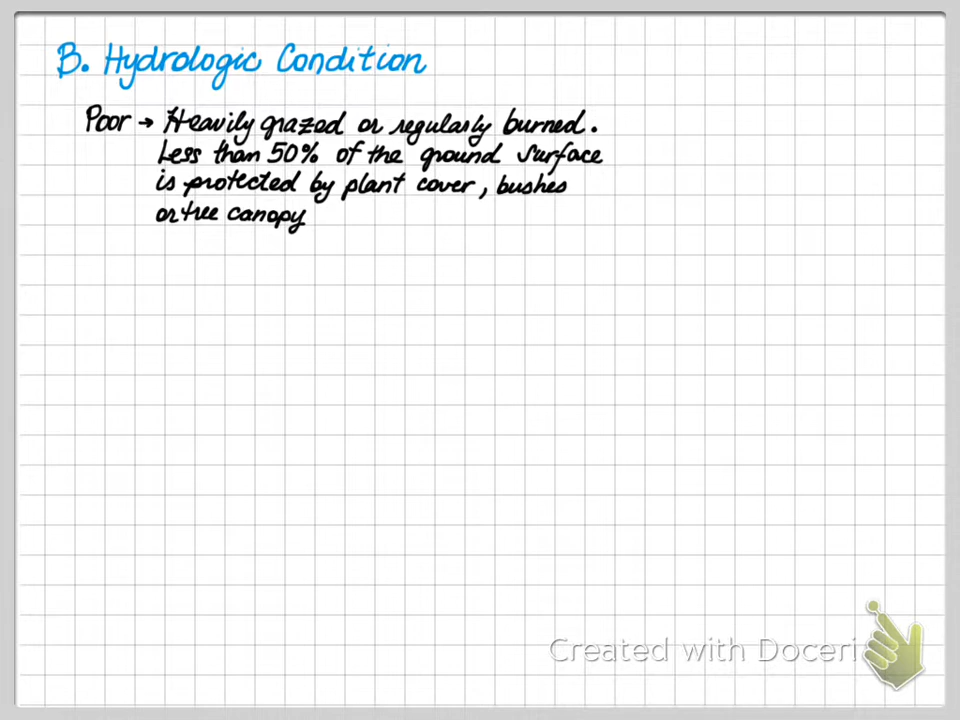 B. Hydrologic Condition
Poor → Heavily grazed or regularly burned.
Less than 50% of the ground surface
is protected by plant cover, bushes
or tree canopy
Created with Doceri